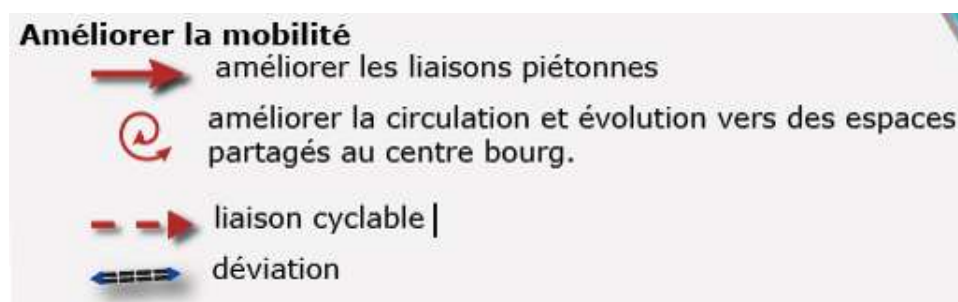 Améliorer la mobilité
améliorer les liaisons piétonnes
améliorer la circulation et évolution vers des espaces
partagés au centre bourg.
liaison cyclable
déviation